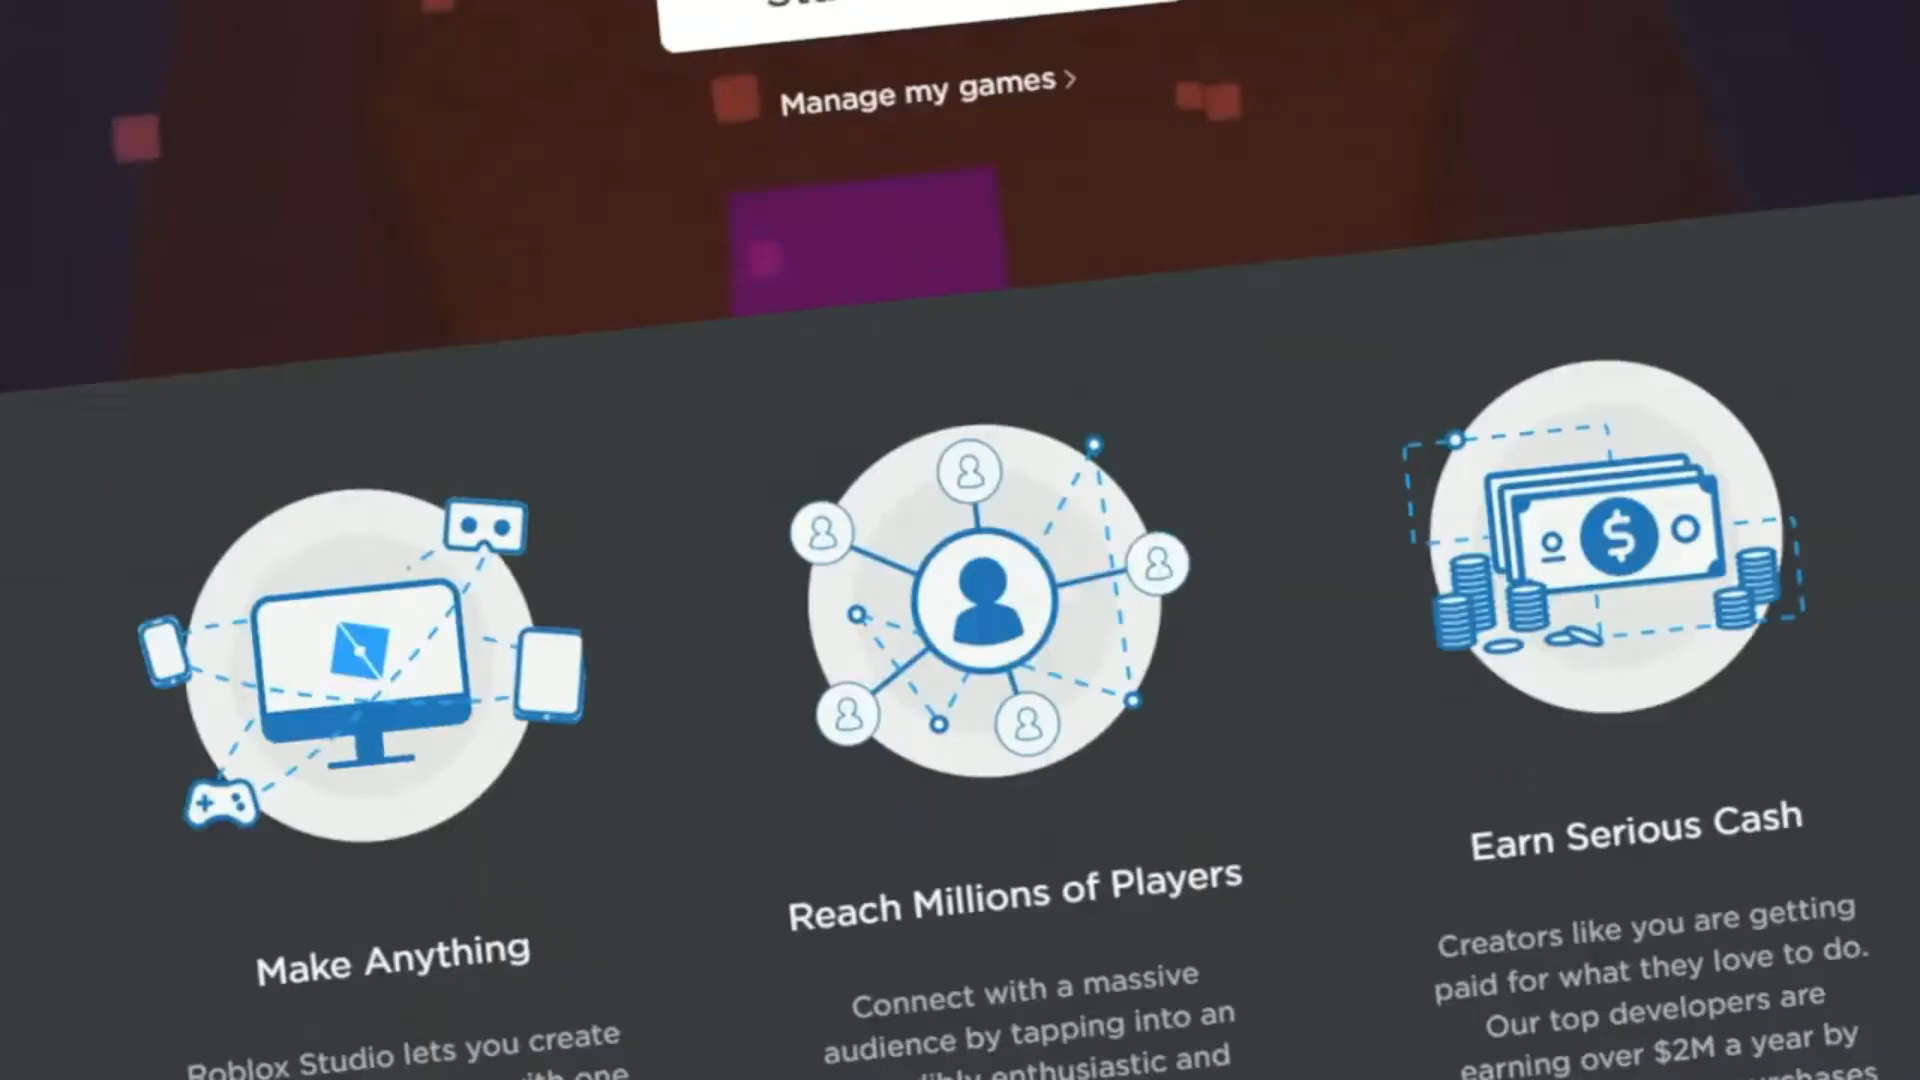 Manage my games >
Make Anything
Roblox Studio lets you create
with one
Reach Millions of Players
Connect with a massive
audience by tapping into an
enthusiastic and
Earn Serious Cash
Creators like you are getting
paid for what they love to do.
Our top developers are
earning over $2M a year by